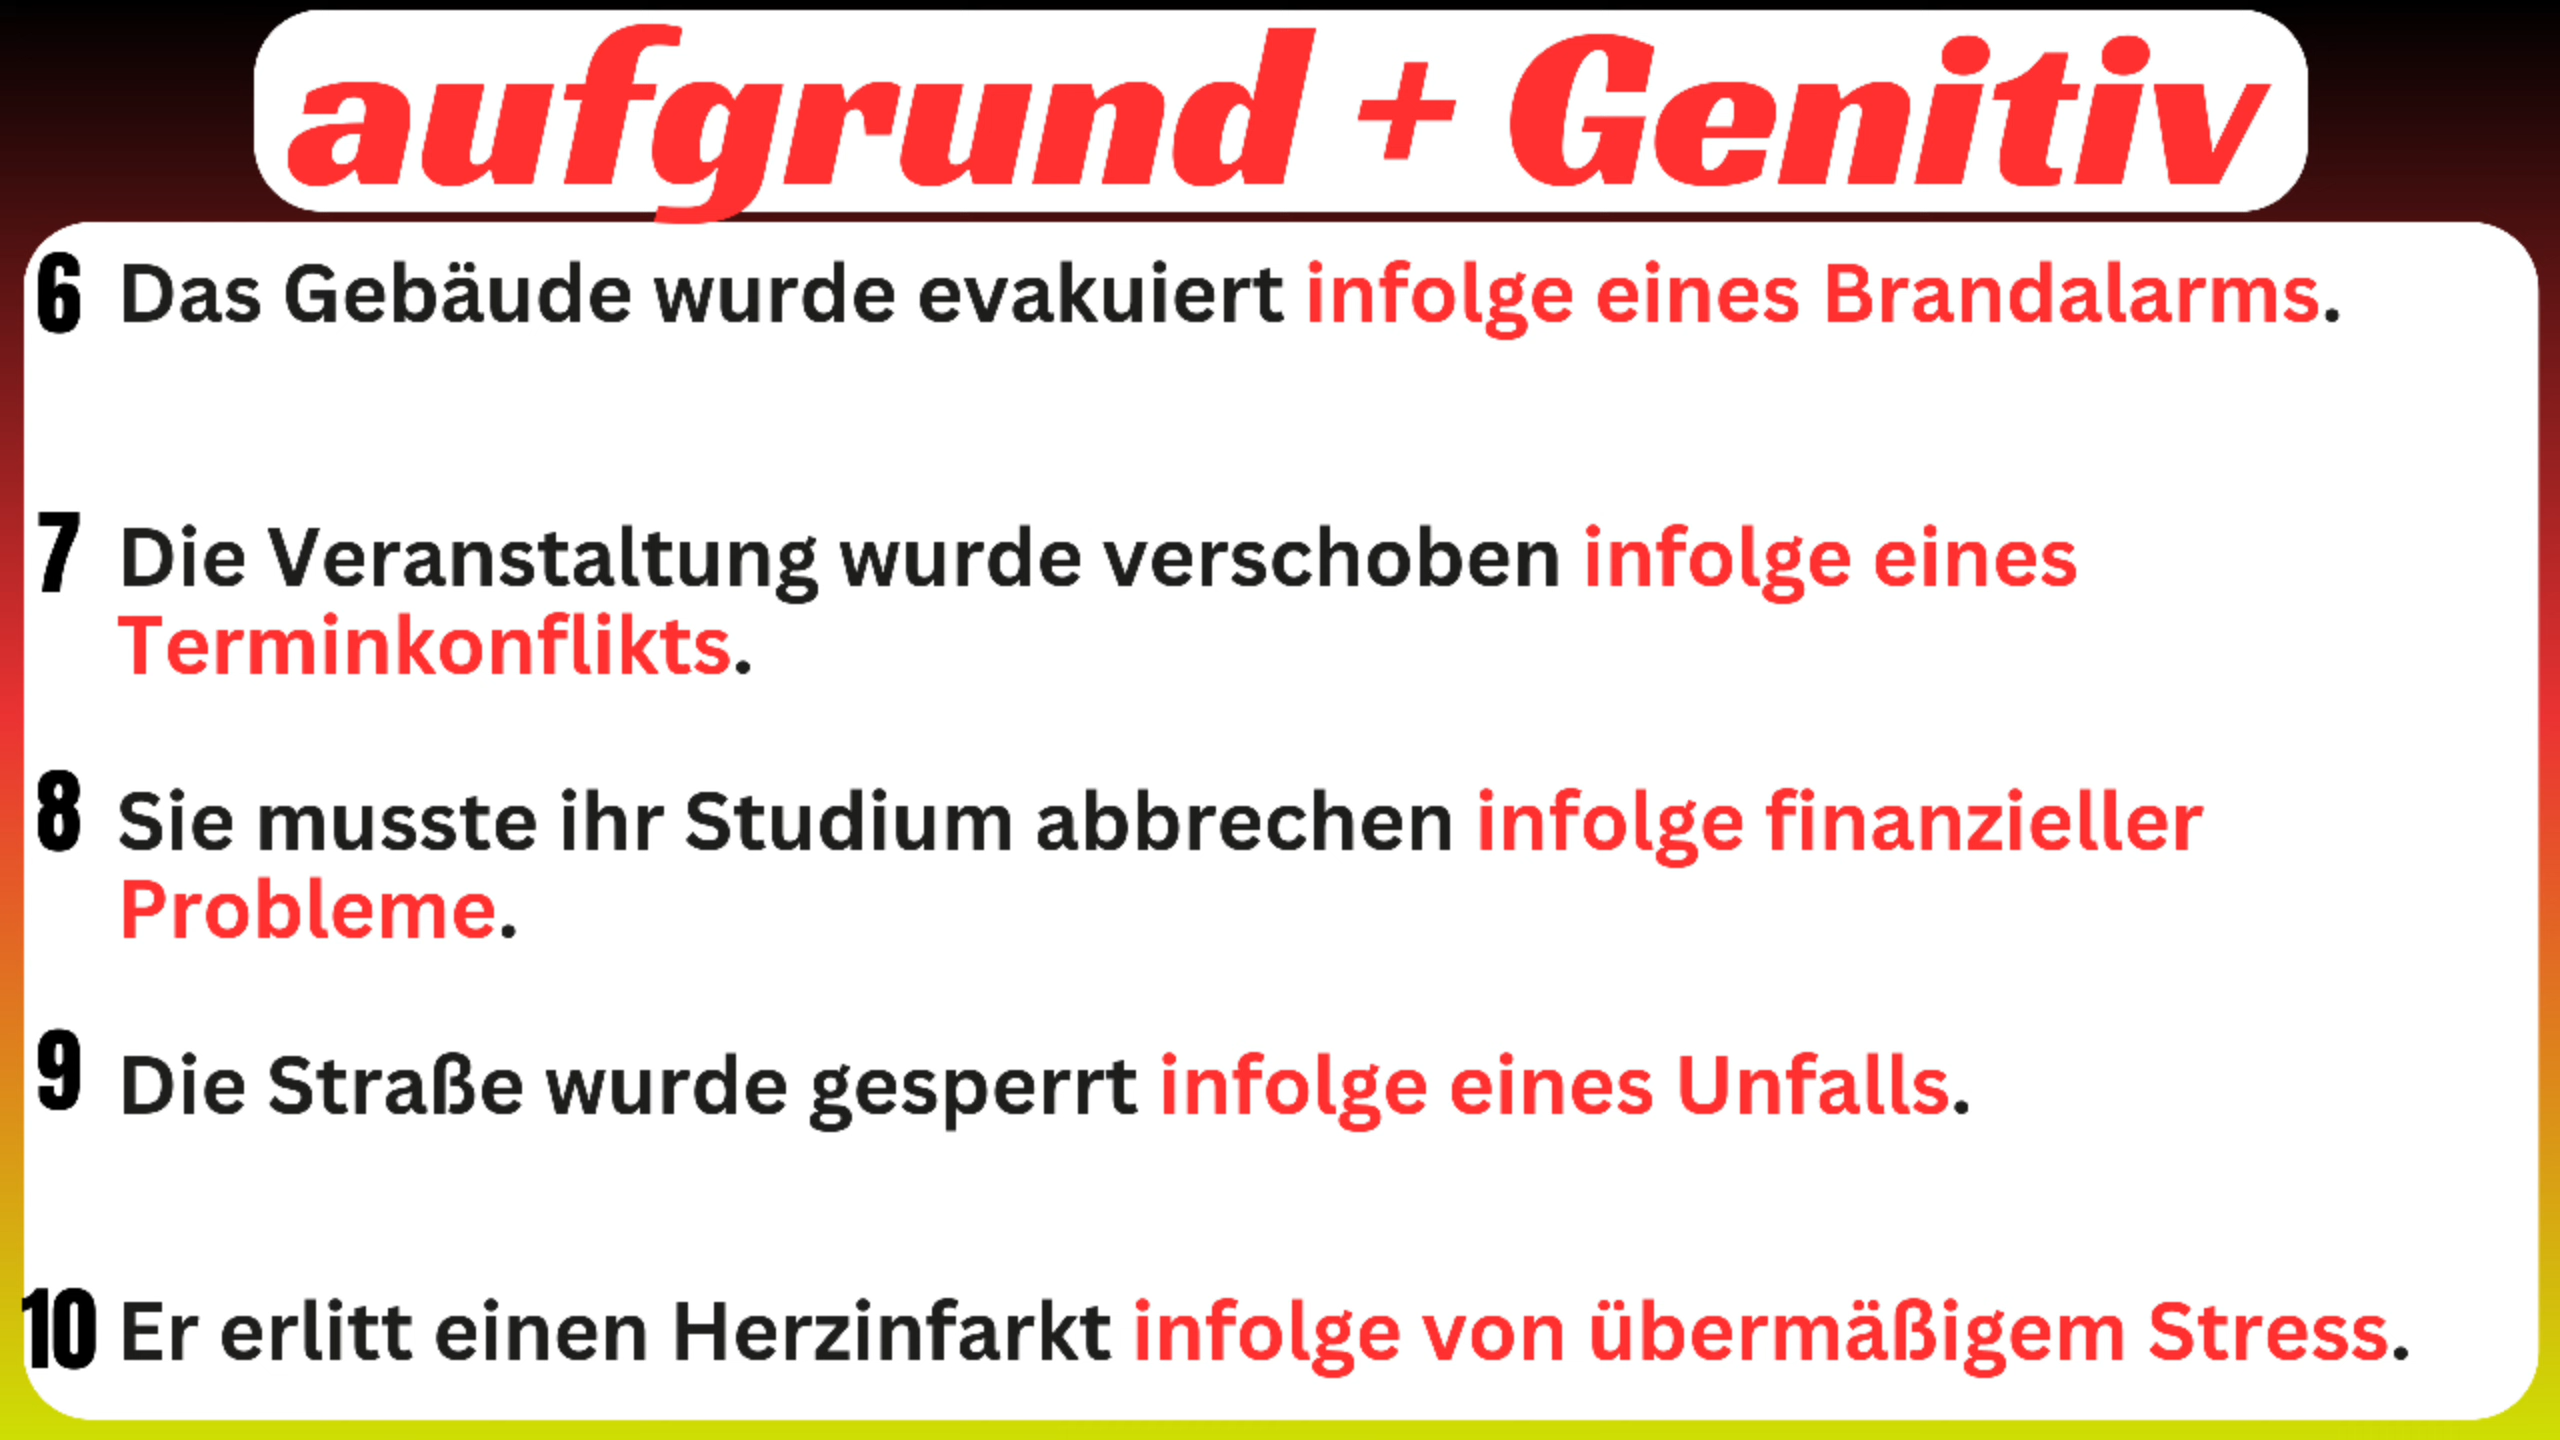 aufgrund + Genitiv
6 Das Gebäude wurde evakuiert infolge eines Brandalarms.
7 Die Veranstaltung wurde verschoben infolge eines
Terminkonflikts.
8 Sie musste ihr Studium abbrechen infolge finanzieller
Probleme.
9 Die Straße wurde gesperrt infolge eines Unfalls.
10 Er erlitt einen Herzinfarkt infolge von übermäßigem Stress.